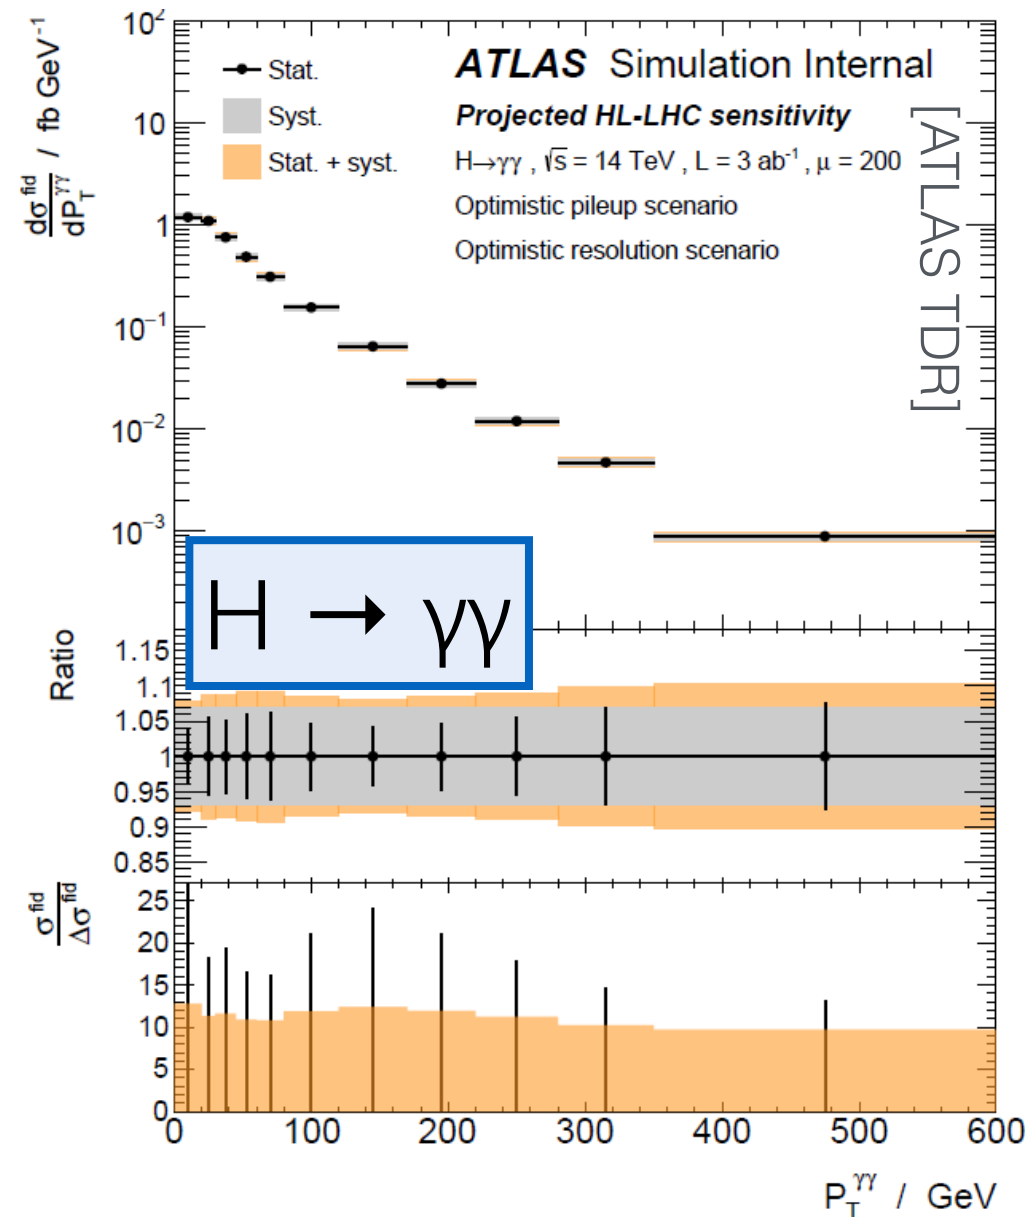 dσ^fid / dP_T^γγ / fb GeV⁻¹
10²
10
1
10⁻¹
10⁻²
10⁻³
Stat.
Syst.
Stat. + syst.
ATLAS Simulation Internal
Projected HL-LHC sensitivity
H→γγ , √s = 14 TeV , L = 3 ab⁻¹ , μ = 200
Optimistic pileup scenario
Optimistic resolution scenario
[ATLAS TDR]
H → γγ
Ratio
1.15
1.1
1.05
1
0.95
0.9
0.85
σ^fid / Δσ^fid
25
20
15
10
5
0
0 100 200 300 400 500 600
P_T^γγ / GeV